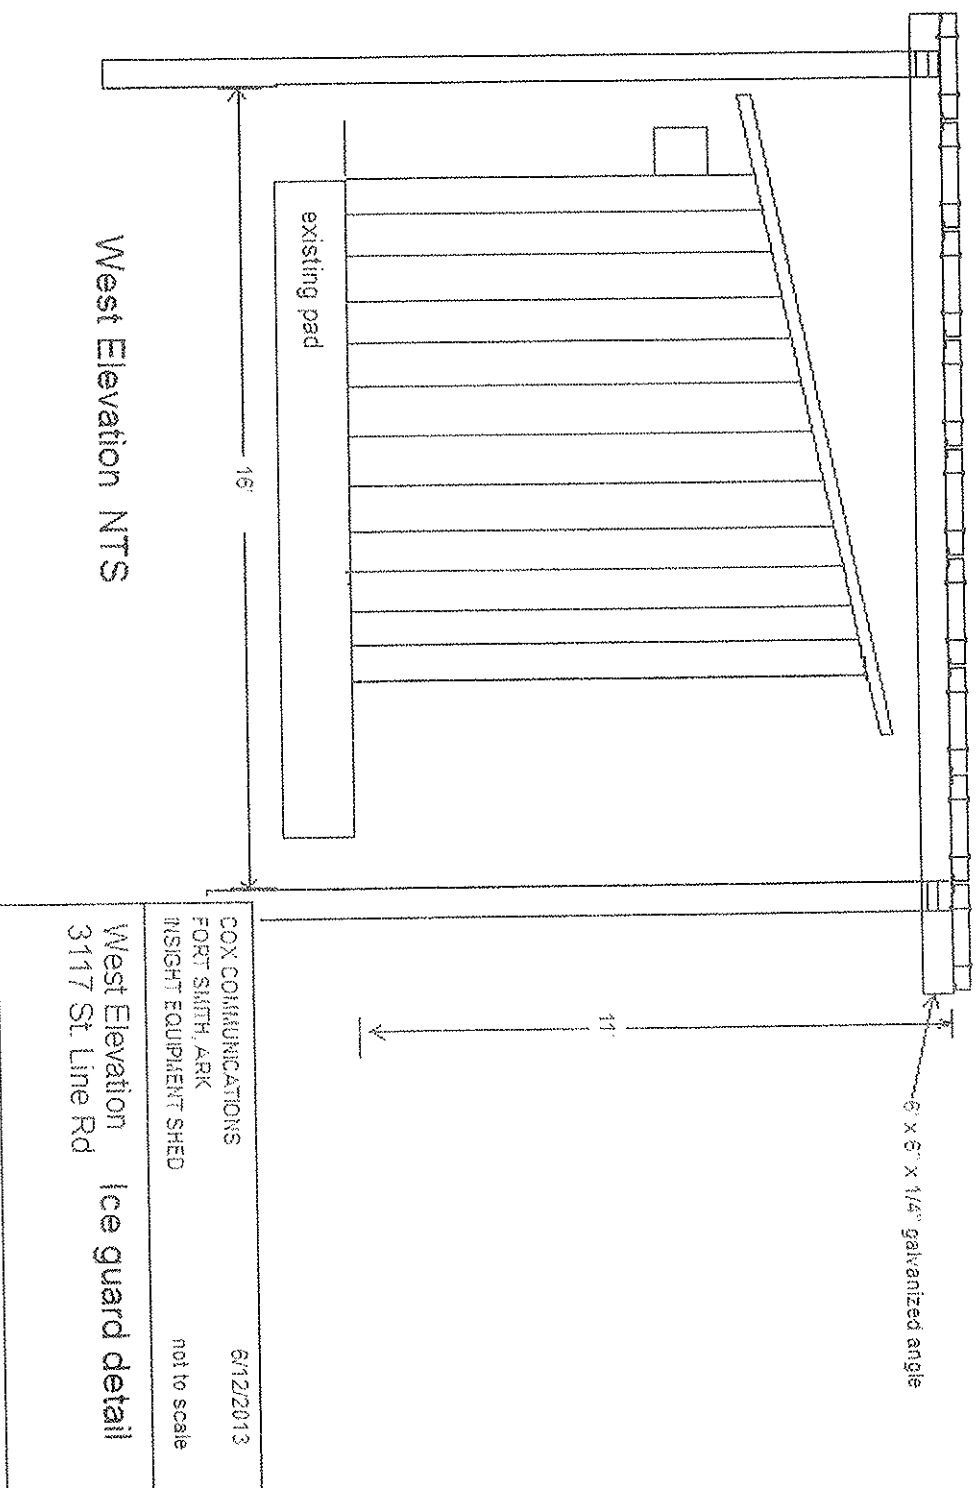 6" x 6" x 1/4" galvanized angle
11'
existing pad
16'
West Elevation NTS
COX COMMUNICATIONS 6/12/2013
FORT SMITH, ARK
INSIGHT EQUIPMENT SHED not to scale
West Elevation Ice guard detail
3117 St. Line Rd